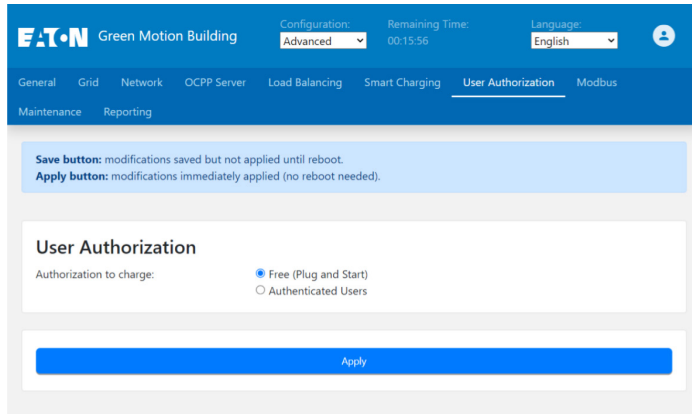 EATON Green Motion Building
Configuration: Remaining Time: Language:
Advanced 00:15:56 English
General Grid Network OCPP Server Load Balancing Smart Charging User Authorization Modbus
Maintenance Reporting
Save button: modifications saved but not applied until reboot.
Apply button: modifications immediately applied (no reboot needed).
User Authorization
Authorization to charge: Free (Plug and Start)
Authenticated Users
Apply